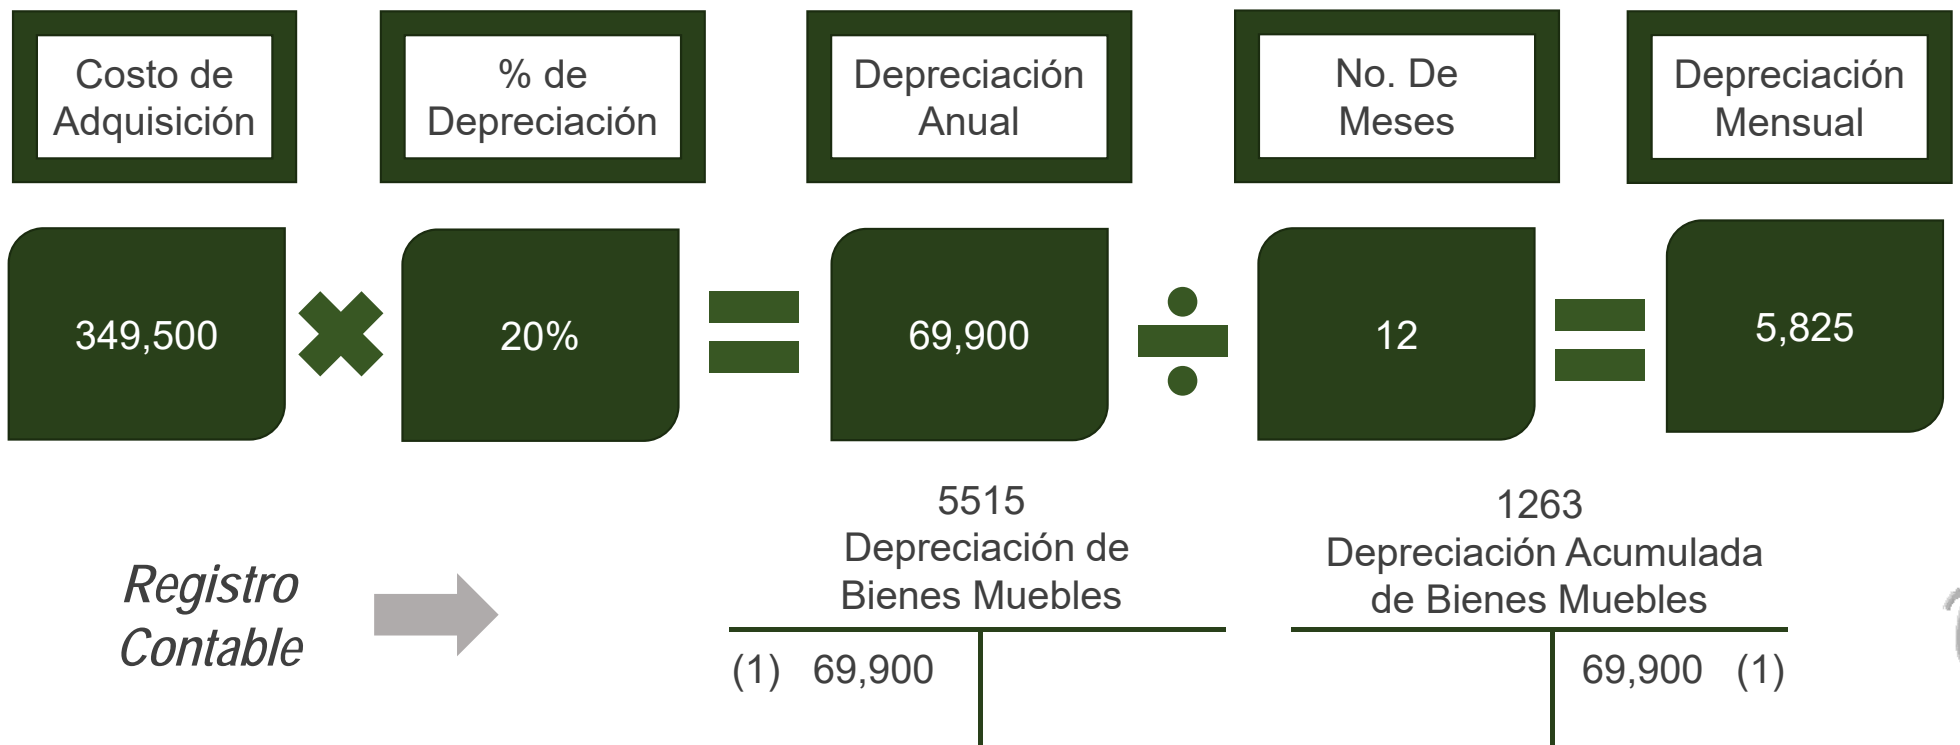 Costo de
Adquisición
% de
Depreciación
Depreciación
Anual
No. De
Meses
Depreciación
Mensual
349,500
20%
69,900
12
5,825
Registro
Contable
5515
Depreciación de
Bienes Muebles
(1) 69,900
1263
Depreciación Acumulada
de Bienes Muebles
69,900 (1)